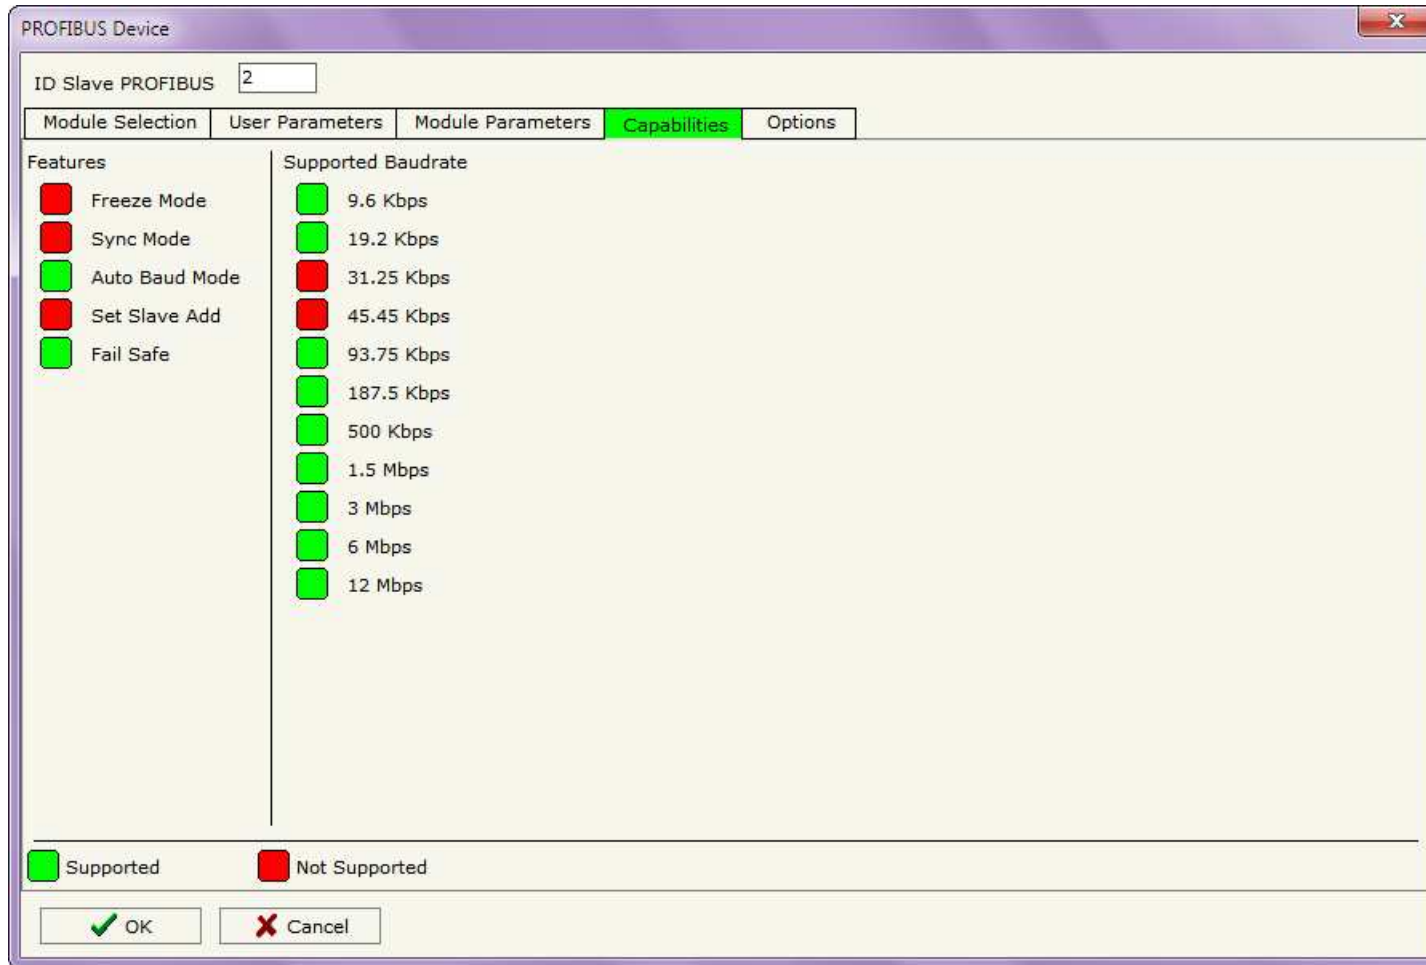 PROFIBUS Device
ID Slave PROFIBUS 2
Module Selection User Parameters Module Parameters Capabilities Options
Features
Freeze Mode
Sync Mode
Auto Baud Mode
Set Slave Add
Fail Safe
Supported Baudrate
9.6 Kbps
19.2 Kbps
31.25 Kbps
45.45 Kbps
93.75 Kbps
187.5 Kbps
500 Kbps
1.5 Mbps
3 Mbps
6 Mbps
12 Mbps
Supported Not Supported
OK Cancel